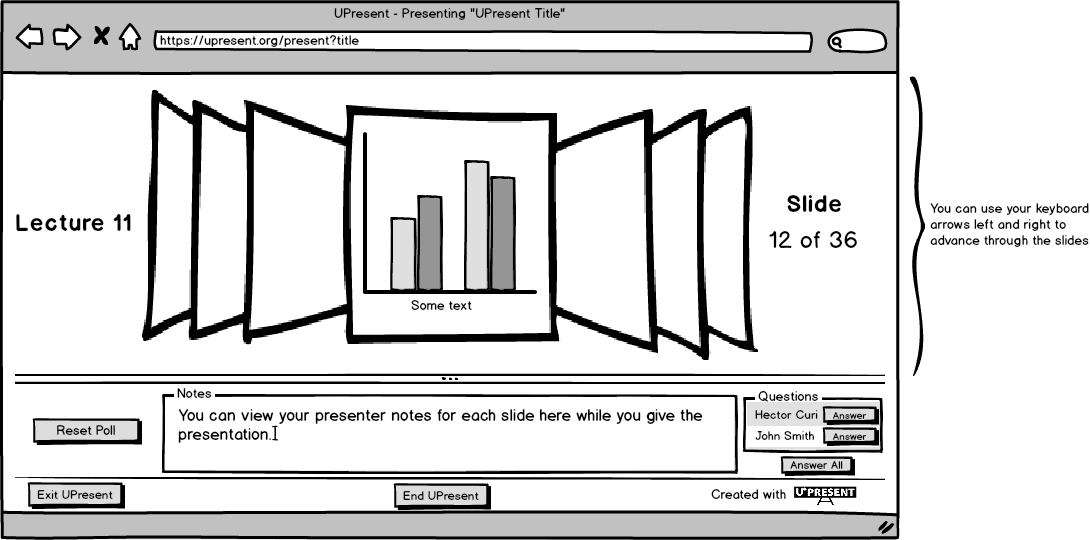 UPresent - Presenting "UPresent Title"
https://upresent.org/present?title
Lecture 11
Some text
Slide
12 of 36
You can use your keyboard
arrows left and right to
advance through the slides
Reset Poll
Notes
You can view your presenter notes for each slide here while you give the
presentation.
Questions
Hector Curi Answer
John Smith Answer
Answer All
Exit UPresent
End UPresent
Created with UPRESENT